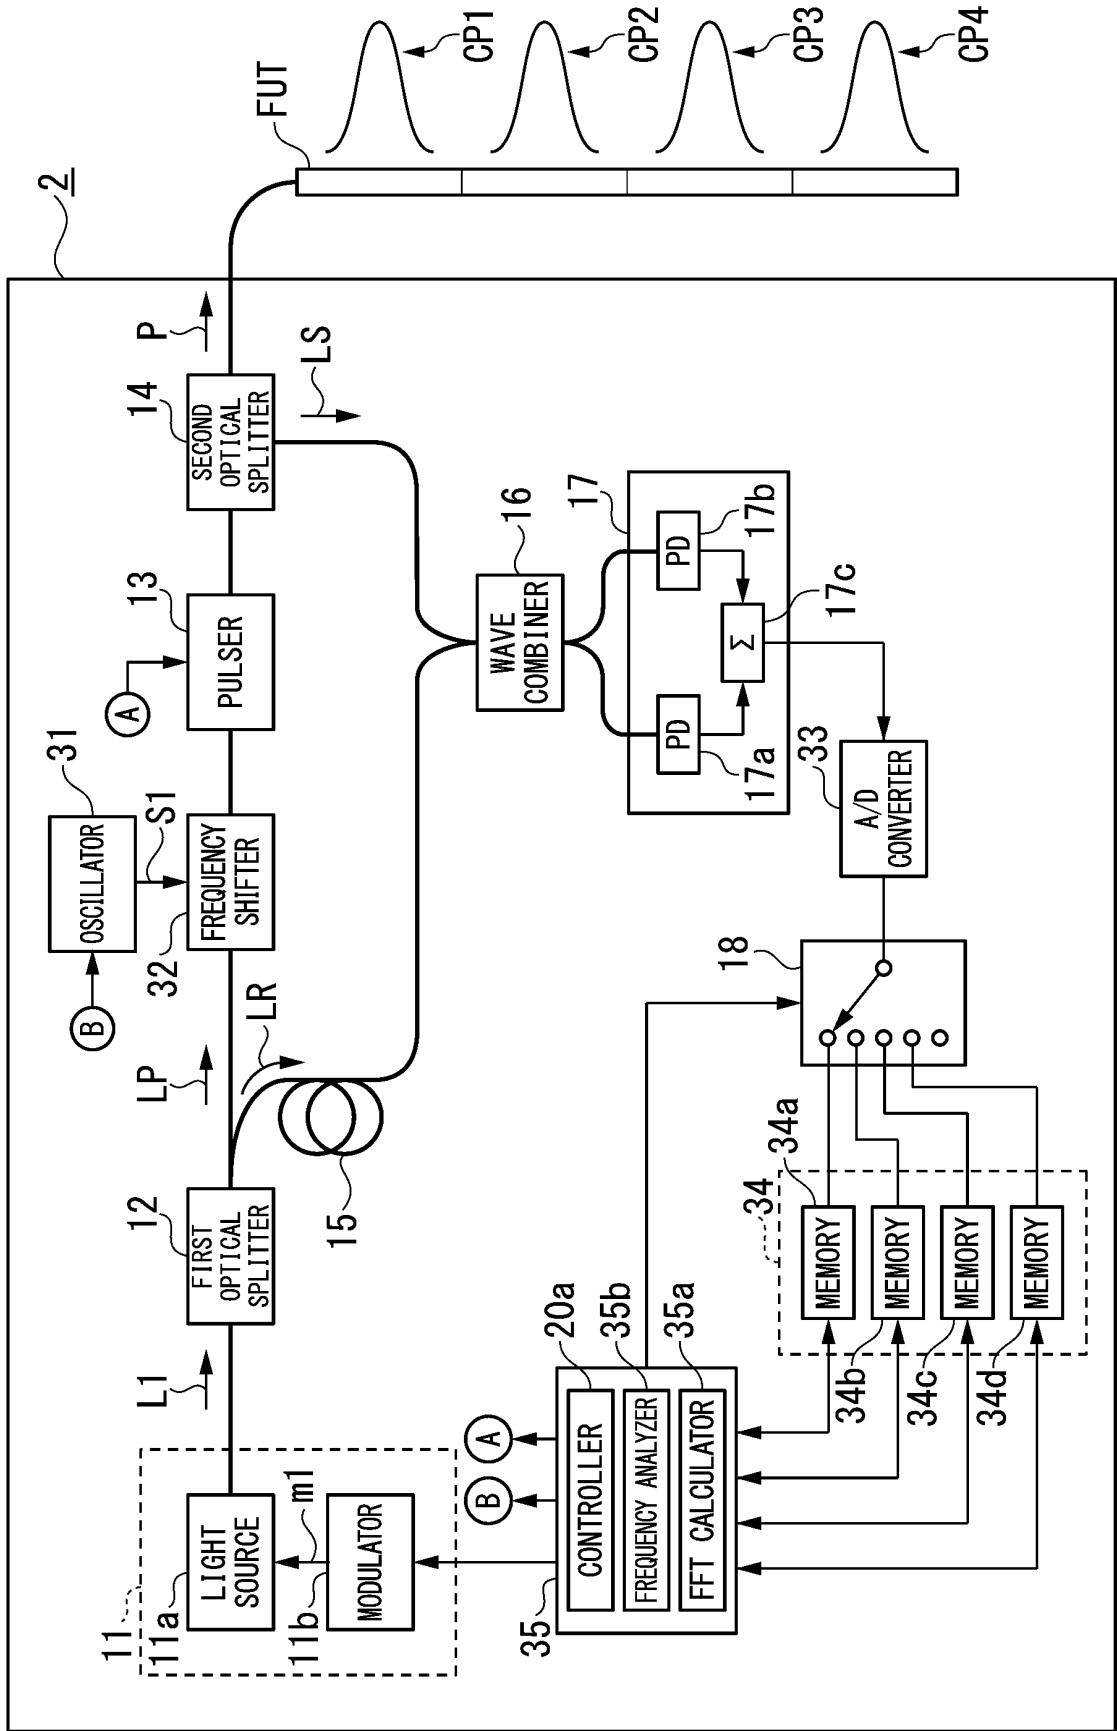 2
FUT
CP1
CP2
CP3
CP4
P
14
SECOND
OPTICAL
SPLITTER
LS
A
13
PULSER
31
OSCILLATOR
S1
B
32
FREQUENCY
SHIFTER
LP
LR
15
12
FIRST
OPTICAL
SPLITTER
L1
11
11a
LIGHT
SOURCE
m1
11b
MODULATOR
16
WAVE
COMBINER
17
PD
17a
PD
17b
Σ
17c
33
A/D
CONVERTER
18
34
34a
MEMORY
34b
MEMORY
34c
MEMORY
34d
MEMORY
A
B
35
CONTROLLER
20a
FREQUENCY ANALYZER
35b
FFT CALCULATOR
35a